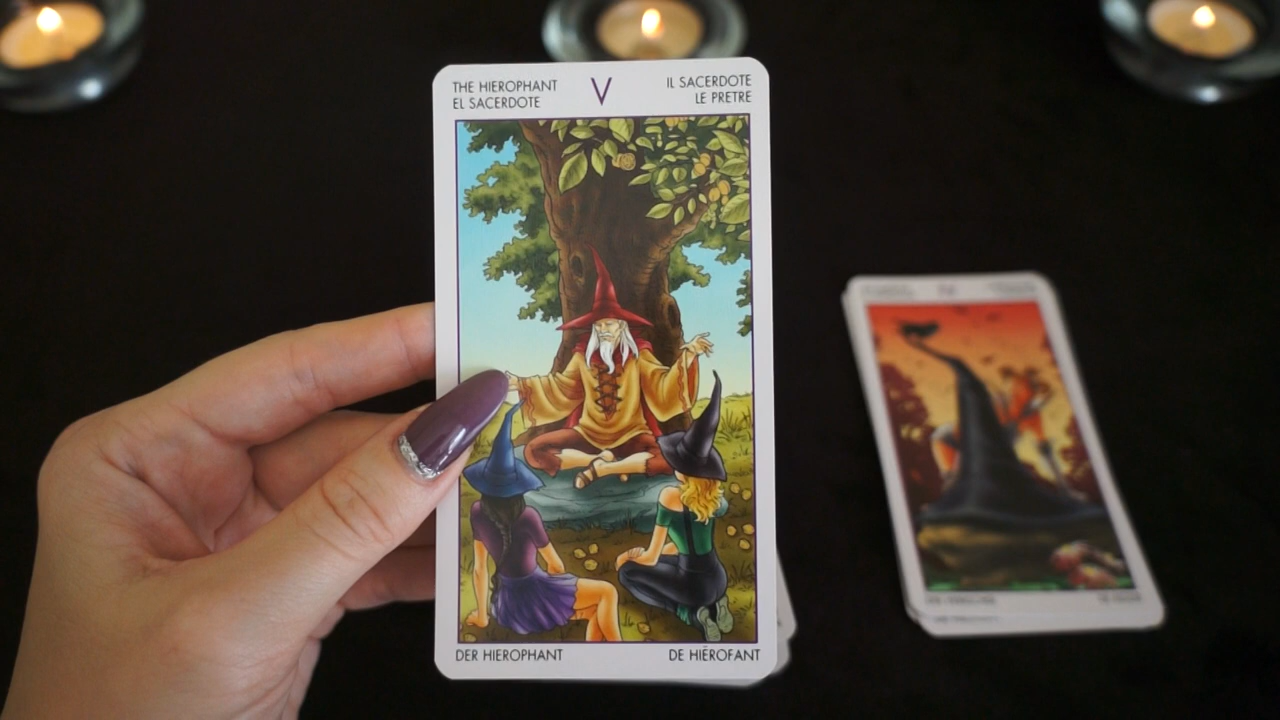 THE HIEROPHANT
EL SACERDOTE
V
IL SACERDOTE
LE PRETRE
DER HIEROPHANT
DE HIËROFANT